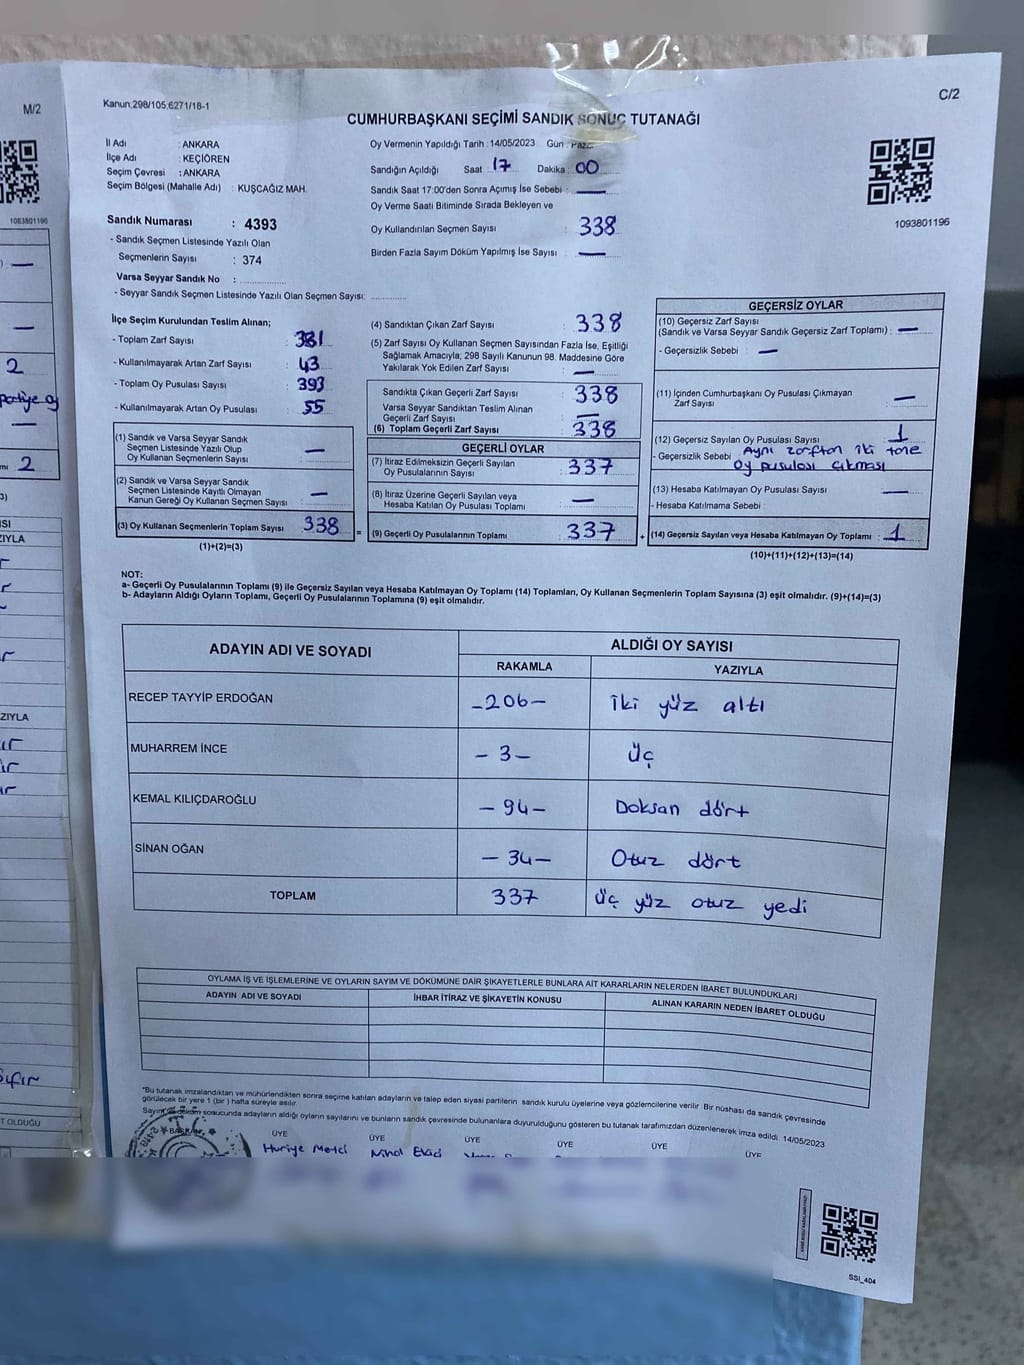 M/2
1083801196
2
partiye oy
2
3)
SI
ZIYLA
ZIYLA
Sıfır
T OLDUĞU
Kanun,298/105,6271/18-1
C/2
CUMHURBAŞKANI SEÇİMİ SANDIK SONUÇ TUTANAĞI
İl Adı : ANKARA
İlçe Adı : KEÇİÖREN
Seçim Çevresi : ANKARA
Seçim Bölgesi (Mahalle Adı) : KUŞCAĞIZ MAH.
Oy Vermenin Yapıldığı Tarih : 14/05/2023 Gün : Pazar
Sandığın Açıldığı Saat : 17 Dakika : 00
Sandık Saat 17:00'den Sonra Açımış İse Sebebi : —
Oy Verme Saati Bitiminde Sırada Bekleyen ve
Oy Kullandırılan Seçmen Sayısı 338
Birden Fazla Sayım Döküm Yapılmış İse Sayısı : —
1093801196
Sandık Numarası : 4393
- Sandık Seçmen Listesinde Yazılı Olan
Seçmenlerin Sayısı : 374
Varsa Seyyar Sandık No :
- Seyyar Sandık Seçmen Listesinde Yazılı Olan Seçmen Sayısı:
İlçe Seçim Kurulundan Teslim Alınan;
- Toplam Zarf Sayısı : 381
- Kullanılmayarak Artan Zarf Sayısı : 43
- Toplam Oy Pusulası Sayısı : 393
- Kullanılmayarak Artan Oy Pusulası : 55
(1) Sandık ve Varsa Seyyar Sandık
Seçmen Listesinde Yazılı Olup
Oy Kullanan Seçmenlerin Sayısı : —
(2) Sandık ve Varsa Seyyar Sandık
Seçmen Listesinde Kayıtlı Olmayan
Kanun Gereği Oy Kullanan Seçmen Sayısı : —
(3) Oy Kullanan Seçmenlerin Toplam Sayısı : 338
(1)+(2)=(3)
=
(4) Sandıktan Çıkan Zarf Sayısı : 338
(5) Zarf Sayısı Oy Kullanan Seçmen Sayısından Fazla İse, Eşitliği
Sağlamak Amacıyla; 298 Sayılı Kanunun 98. Maddesine Göre
Yakılarak Yok Edilen Zarf Sayısı : —
Sandıkta Çıkan Geçerli Zarf Sayısı : 338
Varsa Seyyar Sandıktan Teslim Alınan
Geçerli Zarf Sayısı : —
(6) Toplam Geçerli Zarf Sayısı : 338
GEÇERLİ OYLAR
(7) İtiraz Edilmeksizin Geçerli Sayılan
Oy Pusulalarının Sayısı : 337
(8) İtiraz Üzerine Geçerli Sayılan veya
Hesaba Katılan Oy Pusulası Toplamı : —
(9) Geçerli Oy Pusulalarının Toplamı : 337
+
GEÇERSİZ OYLAR
(10) Geçersiz Zarf Sayısı
(Sandık ve Varsa Seyyar Sandık Geçersiz Zarf Toplamı) : —
- Geçersizlik Sebebi : —
(11) İçinden Cumhurbaşkanı Oy Pusulası Çıkmayan
Zarf Sayısı : —
(12) Geçersiz Sayılan Oy Pusulası Sayısı : 1
- Geçersizlik Sebebi : Aynı zarftan iki tane
oy pusulası çıkması
(13) Hesaba Katılmayan Oy Pusulası Sayısı : —
- Hesaba Katılmama Sebebi :
(14) Geçersiz Sayılan veya Hesaba Katılmayan Oy Toplamı : 1
(10)+(11)+(12)+(13)=(14)
NOT:
a- Geçerli Oy Pusulalarının Toplamı (9) ile Geçersiz Sayılan veya Hesaba Katılmayan Oy Toplamı (14) Toplamları, Oy Kullanan Seçmenlerin Toplam Sayısına (3) eşit olmalıdır. (9)+(14)=(3)
b- Adayların Aldığı Oyların Toplamı, Geçerli Oy Pusulalarının Toplamına (9) eşit olmalıdır.
ADAYIN ADI VE SOYADI
ALDIĞI OY SAYISI
RAKAMLA YAZIYLA
RECEP TAYYİP ERDOĞAN -206- İki yüz altı
MUHARREM İNCE -3- Üç
KEMAL KILIÇDAROĞLU -94- Doksan dört
SİNAN OĞAN -34- Otuz dört
TOPLAM 337 Üç yüz otuz yedi
OYLAMA İŞ VE İŞLEMLERİNE VE OYLARIN SAYIM VE DÖKÜMÜNE DAİR ŞİKAYETLERLE BUNLARA AİT KARARLARIN NELERDEN İBARET BULUNDUKLARI
ADAYIN ADI VE SOYADI İHBAR İTİRAZ VE ŞİKAYETİN KONUSU ALINAN KARARIN NEDEN İBARET OLDUĞU
*Bu tutanak imzalandıktan ve mühürlendikten sonra seçime katılan adayların ve talep eden siyasi partilerin sandık kurulu üyelerine veya gözlemcilerine verilir. Bir nüshası da sandık çevresinde
görülecek bir yere 1 (bir ) hafta süreyle asılır.
Sayım döküm sonucunda adayların aldığı oyların sayılarını ve bunların sandık çevresinde bulunanlara duyurulduğunu gösteren bu tutanak tarafımızdan düzenlenerek imza edildi. 14/05/2023
BAŞKAN ÜYE ÜYE ÜYE ÜYE ÜYE ÜYE
Huriye
SSI_404